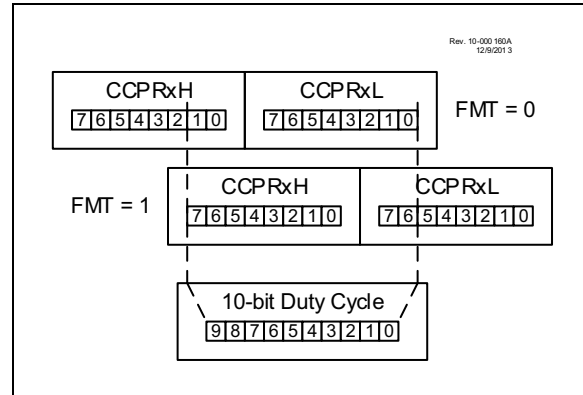 Rev. 10-000 160A
12/9/2013
CCPRxH CCPRxL
7 6 5 4 3 2 1 0 7 6 5 4 3 2 1 0 FMT = 0
CCPRxH CCPRxL
FMT = 1 7 6 5 4 3 2 1 0 7 6 5 4 3 2 1 0
10-bit Duty Cycle
9 8 7 6 5 4 3 2 1 0